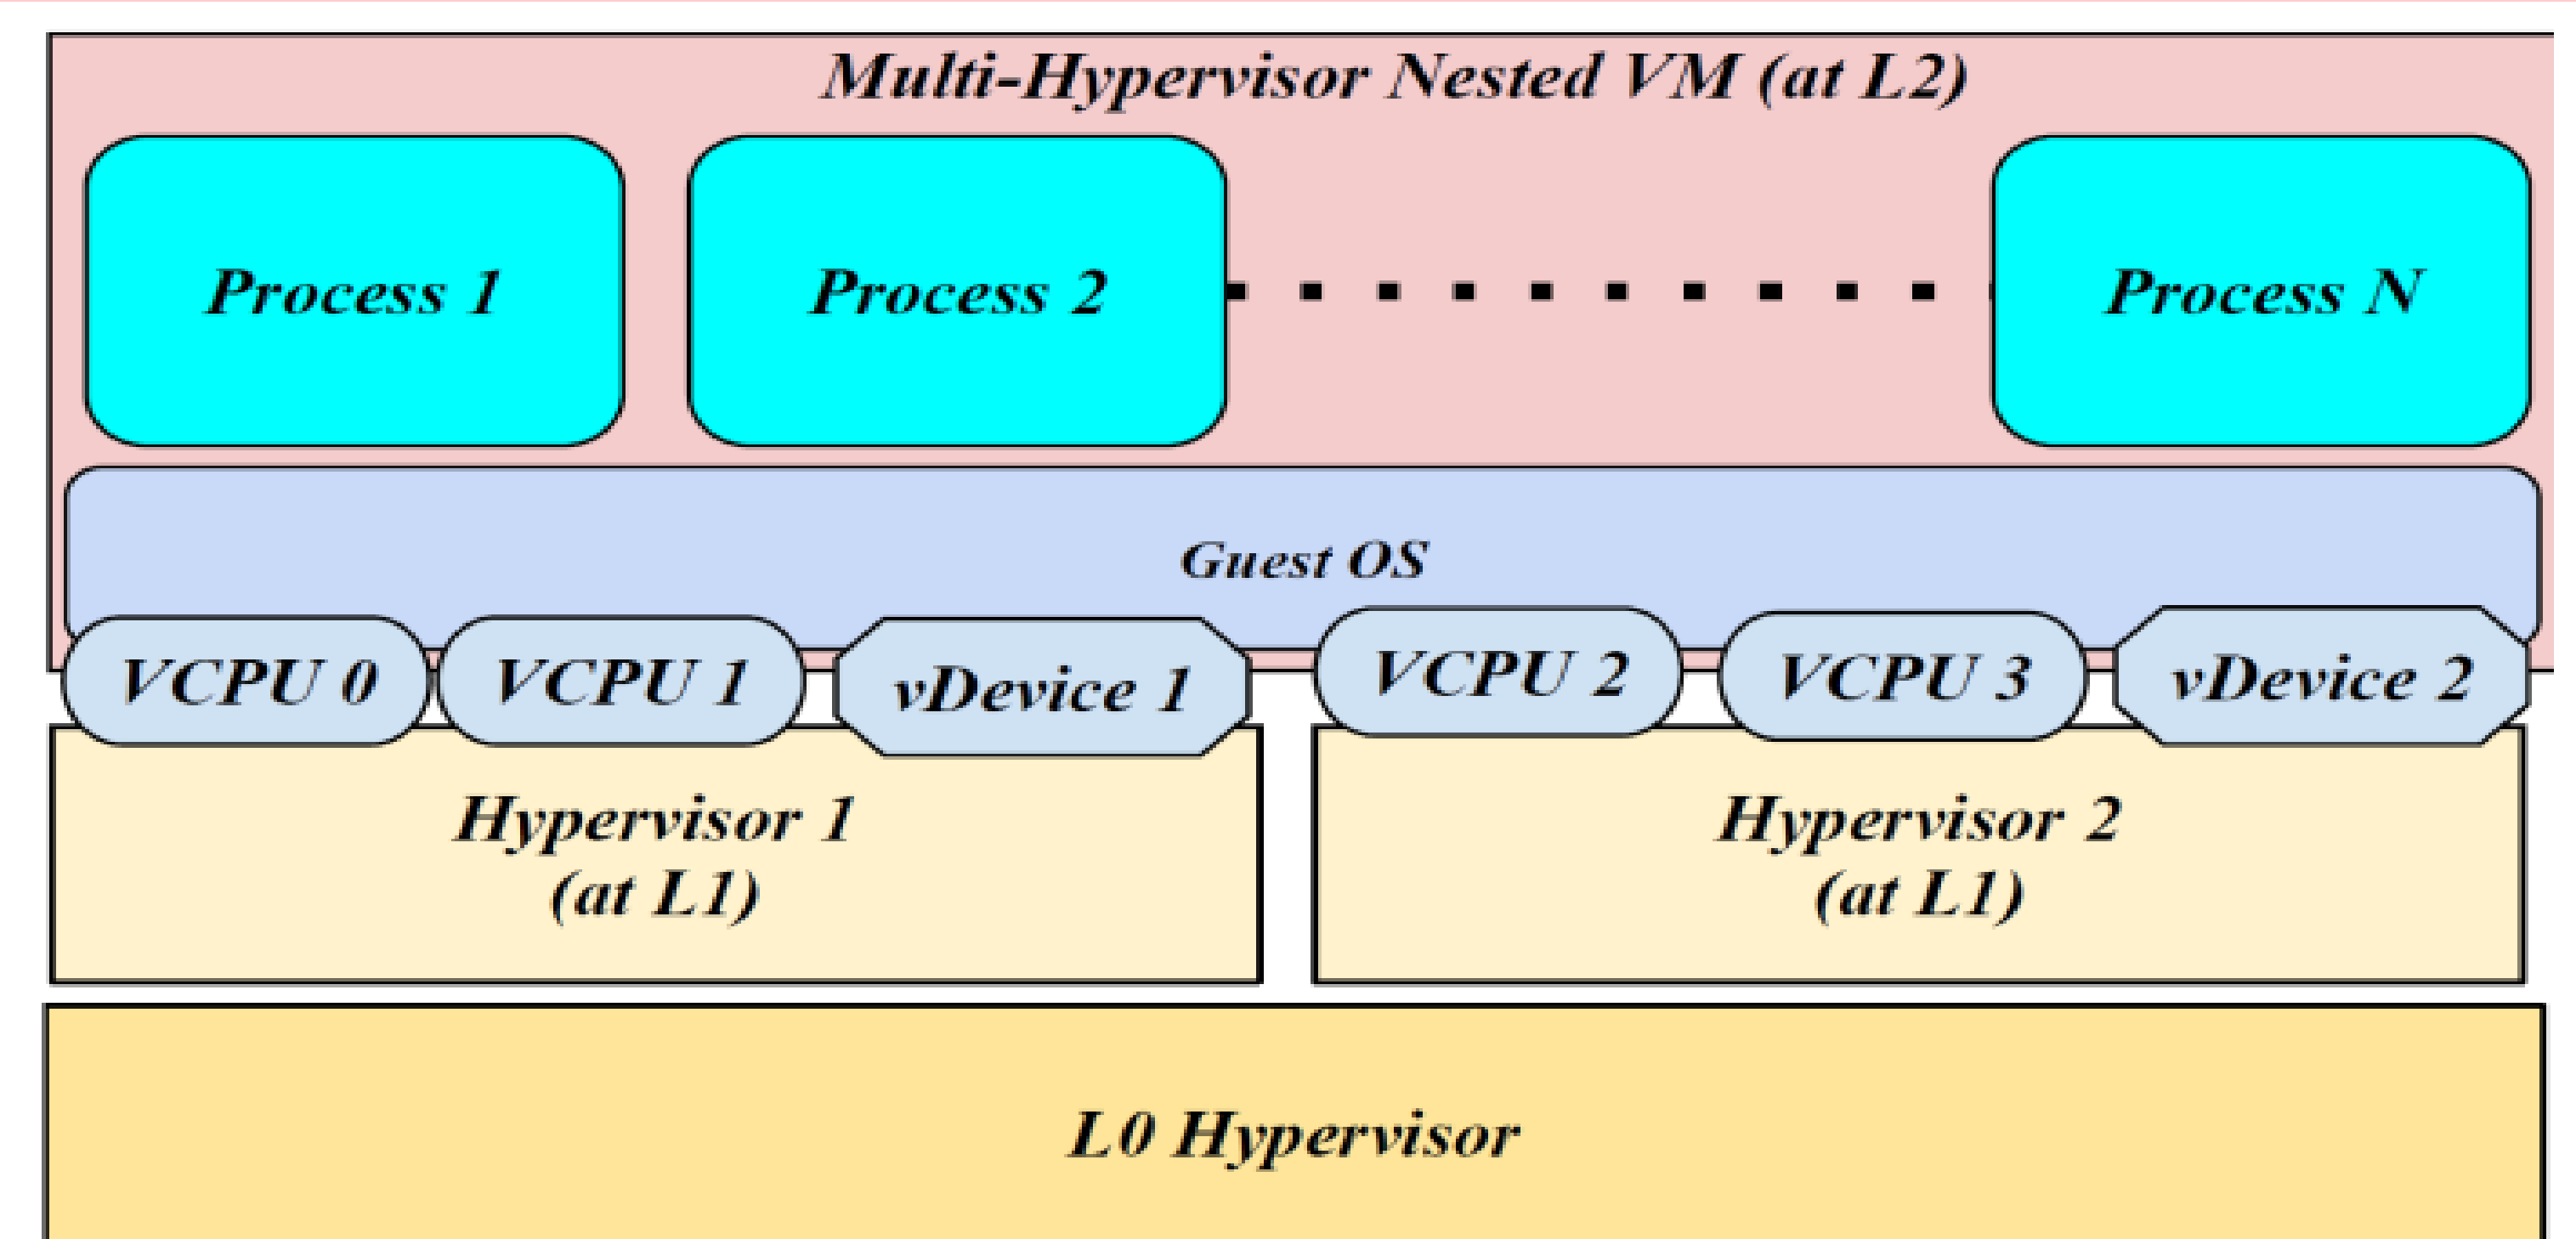 Multi-Hypervisor Nested VM (at L2)
Process 1
Process 2
Process N
Guest OS
VCPU 0
VCPU 1
vDevice 1
VCPU 2
VCPU 3
vDevice 2
Hypervisor 1
(at L1)
Hypervisor 2
(at L1)
L0 Hypervisor